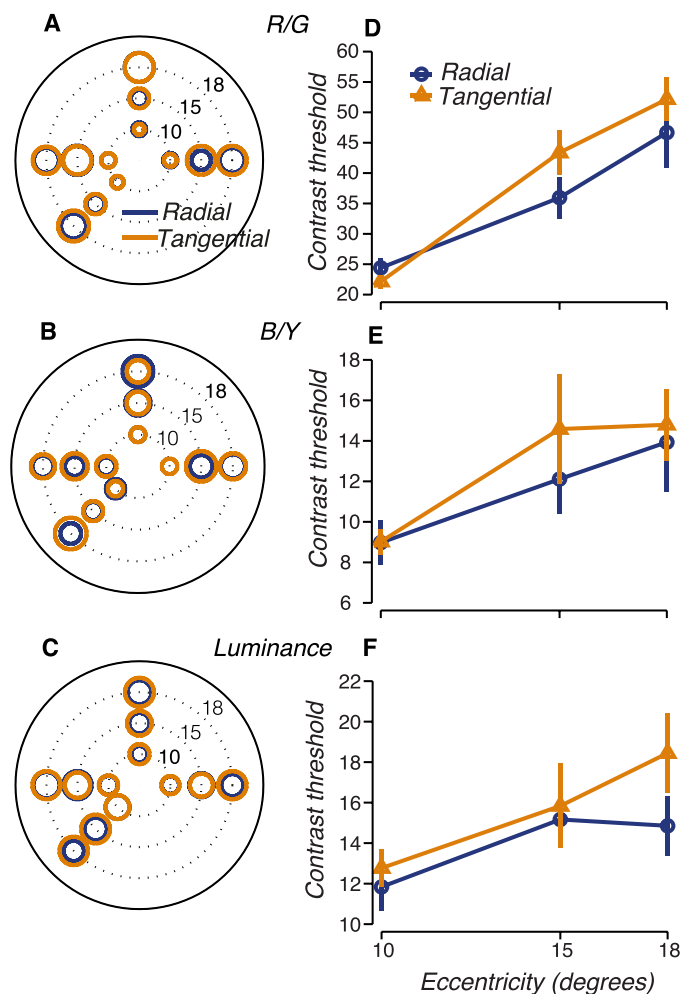 A
R/G
18
15
10
Radial
Tangential
D
60
55
50
45
40
35
30
25
20
Contrast threshold
Radial
Tangential
B
B/Y
18
15
10
E
18
16
14
12
10
8
6
Contrast threshold
C
Luminance
18
15
10
F
22
20
18
16
14
12
10
Contrast threshold
10
15
18
Eccentricity (degrees)